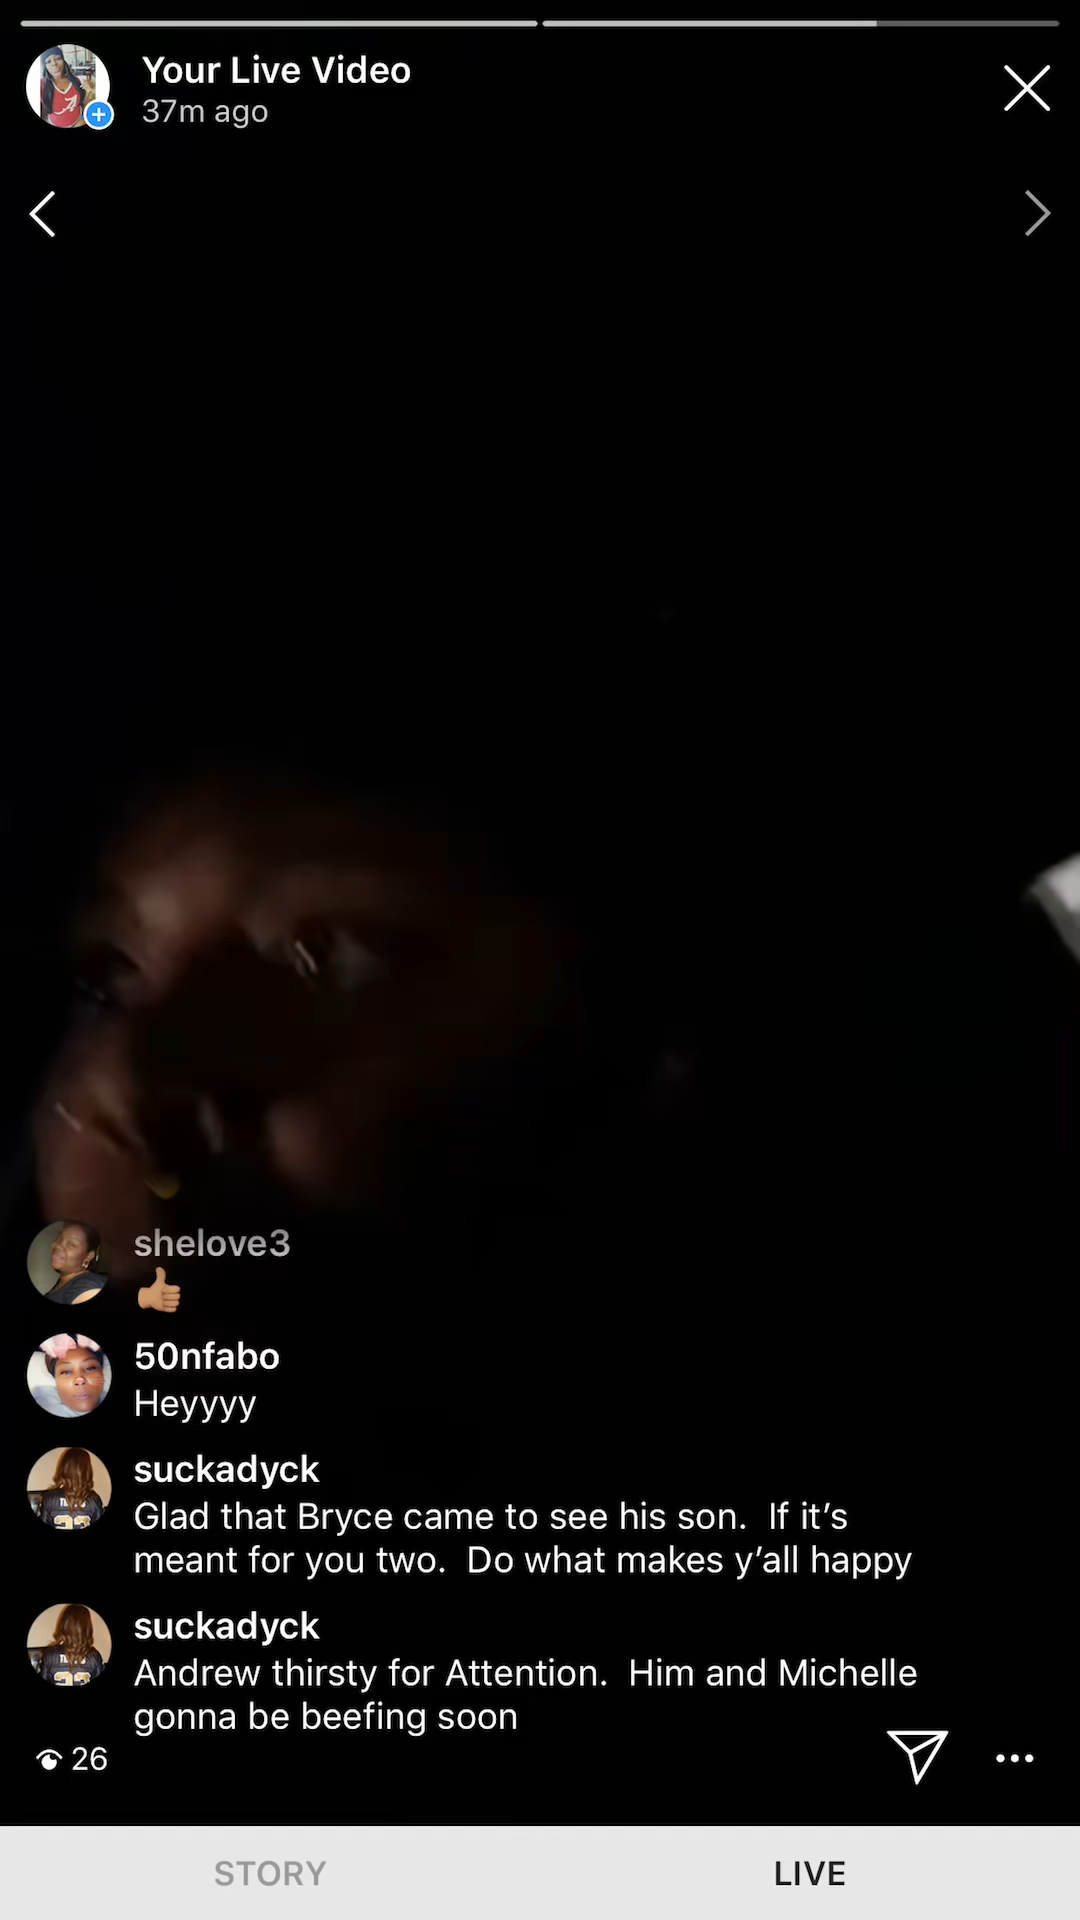 Your Live Video
37m ago
shelove3
👍🏽
50nfabo
Heyyyy
suckadyck
Glad that Bryce came to see his son.  If it’s
meant for you two.  Do what makes y’all happy
suckadyck
Andrew thirsty for Attention.  Him and Michelle
gonna be beefing soon
26
STORY
LIVE